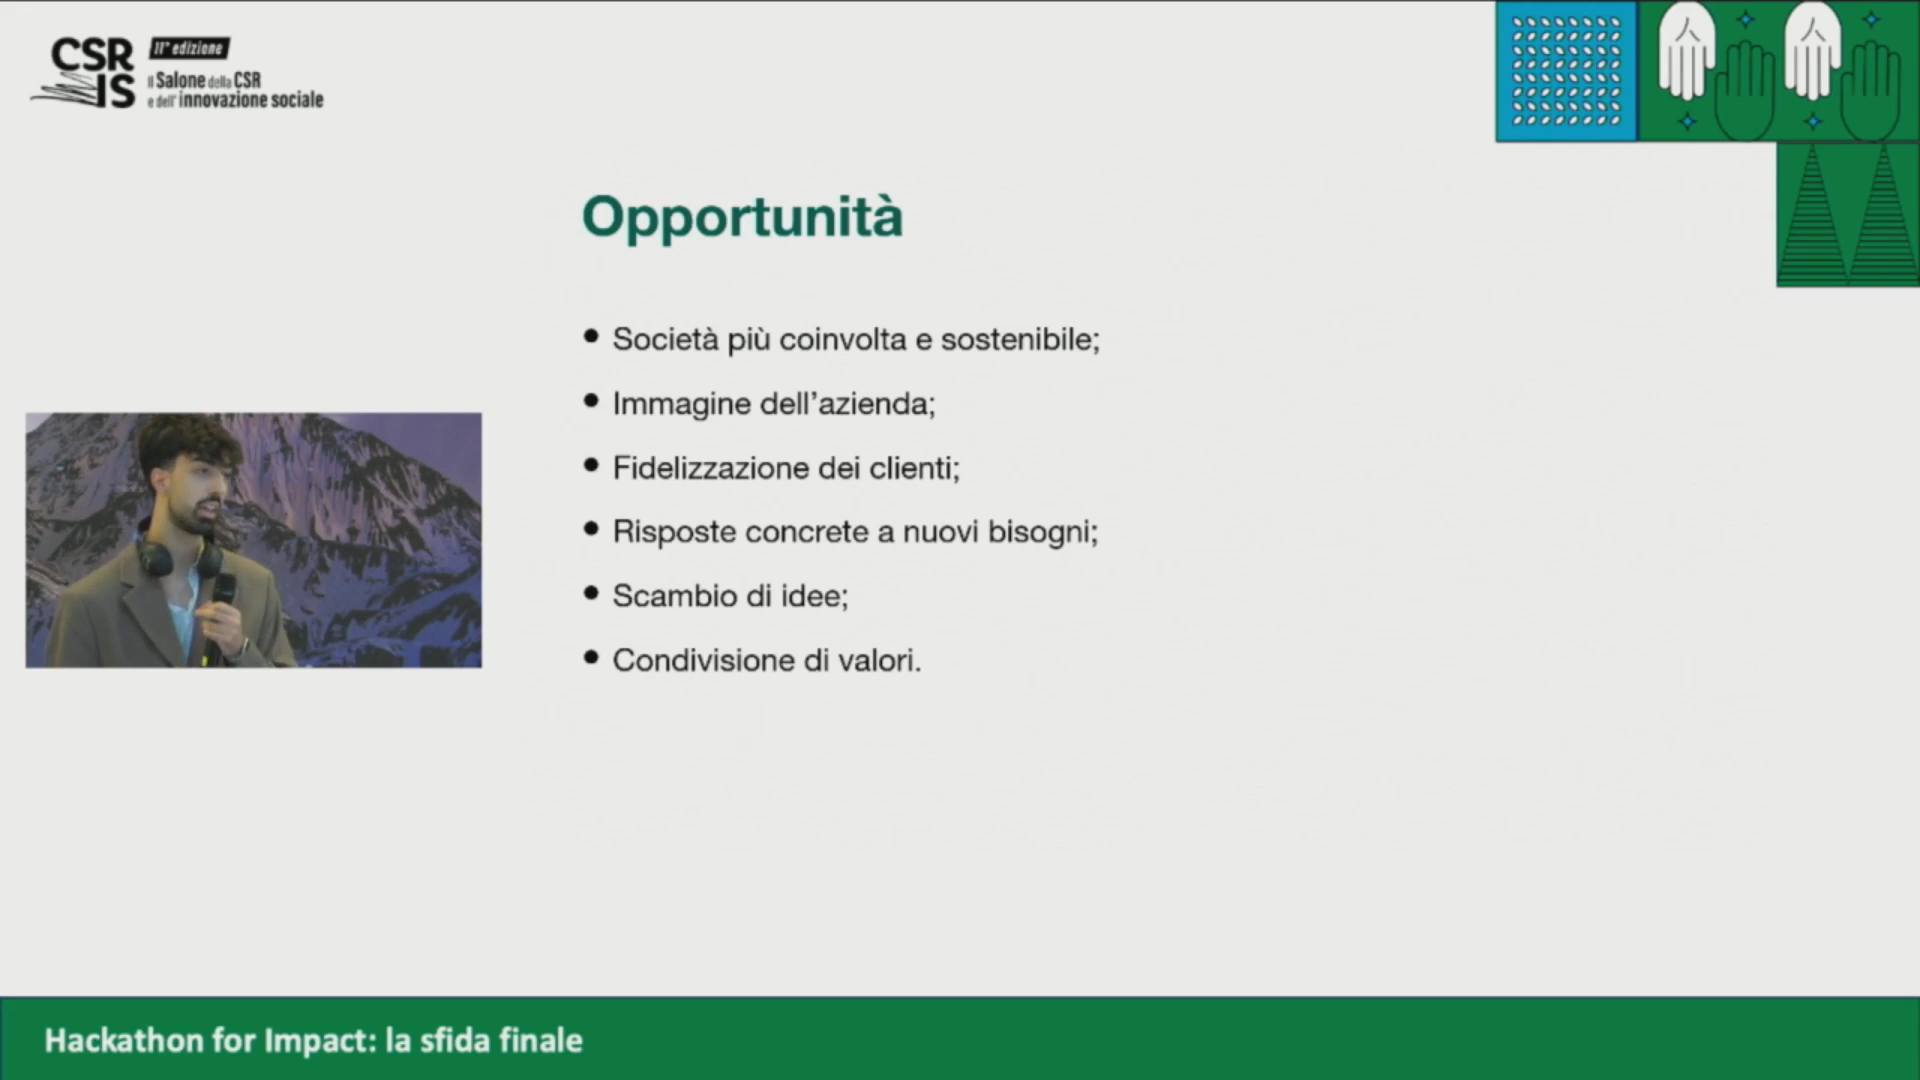 CSR
IS
11ª edizione
il Salone della CSR
e dell'innovazione sociale
Opportunità
• Società più coinvolta e sostenibile;
• Immagine dell'azienda;
• Fidelizzazione dei clienti;
• Risposte concrete a nuovi bisogni;
• Scambio di idee;
• Condivisione di valori.
Hackathon for Impact: la sfida finale